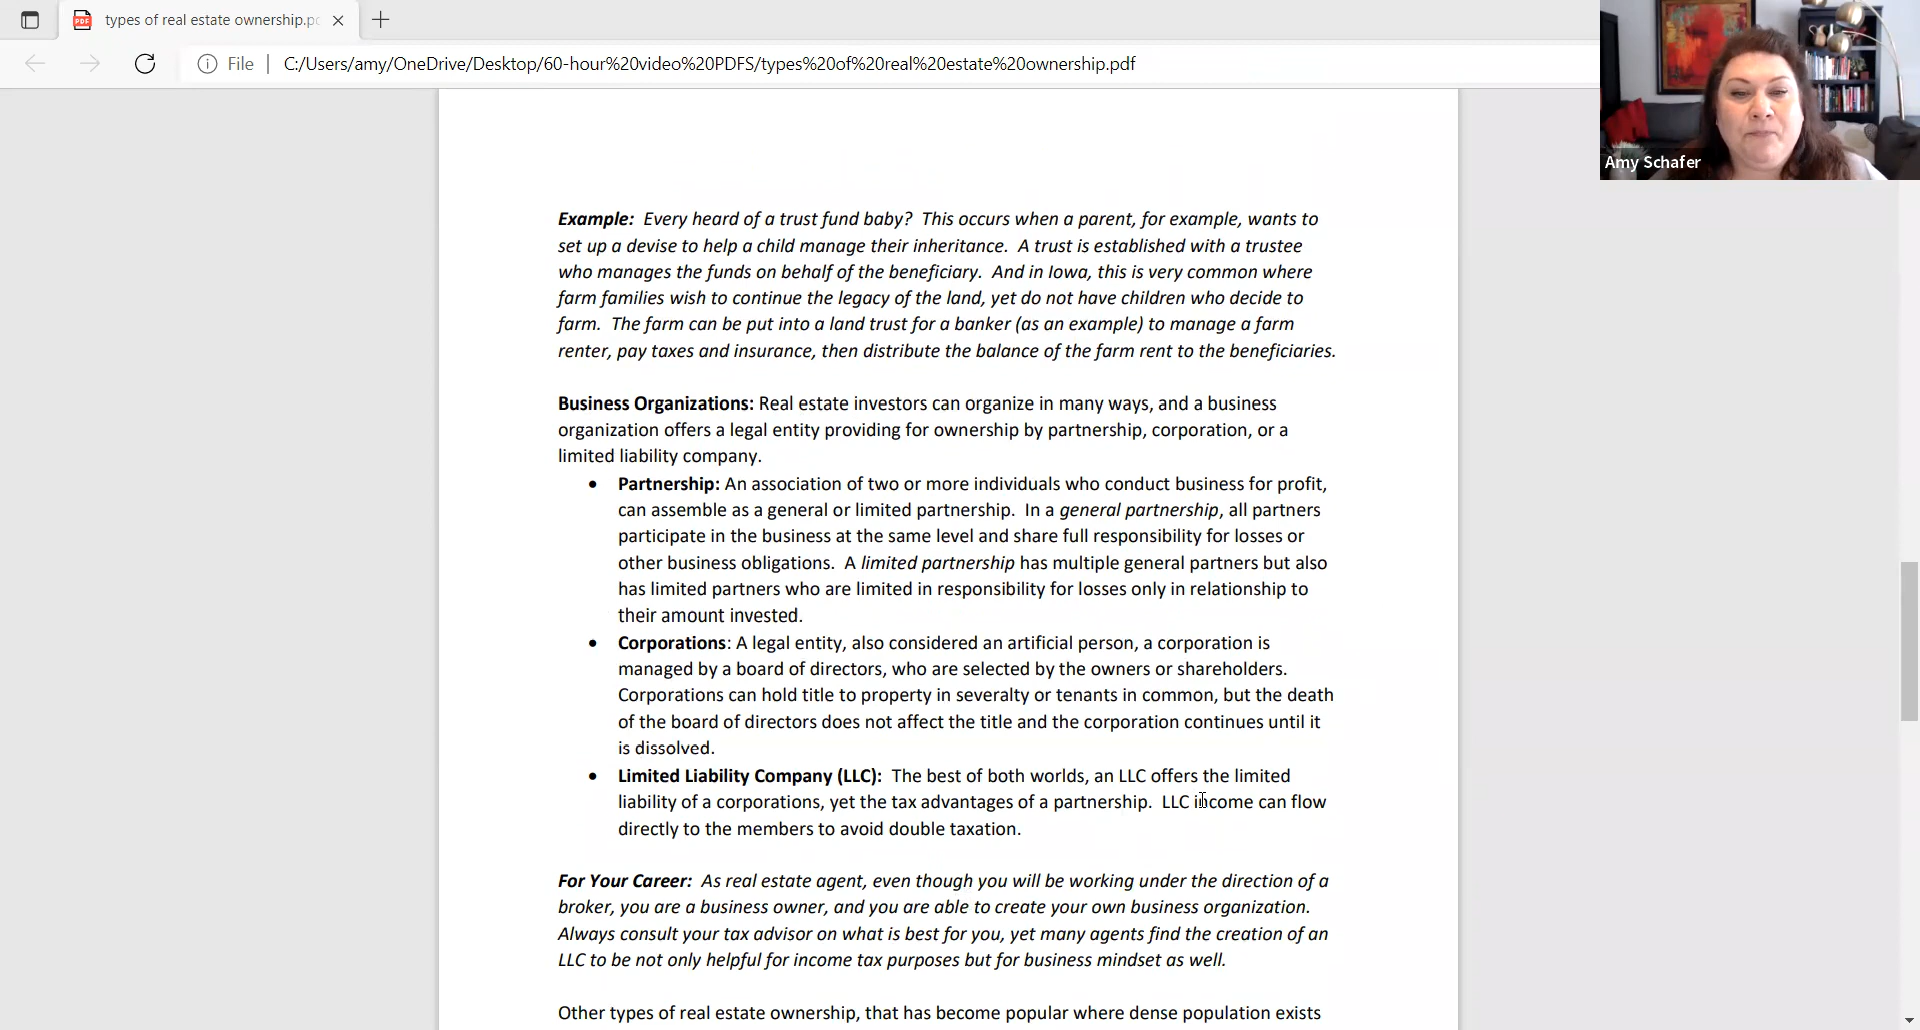 types of real estate ownership.p
File
C:/Users/amy/OneDrive/Desktop/60-hour%20video%20PDFS/types%20of%20real%20estate%20ownership.pdf
Amy Schafer
Example: Every heard of a trust fund baby? This occurs when a parent, for example, wants to
set up a devise to help a child manage their inheritance. A trust is established with a trustee
who manages the funds on behalf of the beneficiary. And in Iowa, this is very common where
farm families wish to continue the legacy of the land, yet do not have children who decide to
farm. The farm can be put into a land trust for a banker (as an example) to manage a farm
renter, pay taxes and insurance, then distribute the balance of the farm rent to the beneficiaries.
Business Organizations: Real estate investors can organize in many ways, and a business
organization offers a legal entity providing for ownership by partnership, corporation, or a
limited liability company.
• Partnership: An association of two or more individuals who conduct business for profit,
can assemble as a general or limited partnership. In a general partnership, all partners
participate in the business at the same level and share full responsibility for losses or
other business obligations. A limited partnership has multiple general partners but also
has limited partners who are limited in responsibility for losses only in relationship to
their amount invested.
• Corporations: A legal entity, also considered an artificial person, a corporation is
managed by a board of directors, who are selected by the owners or shareholders.
Corporations can hold title to property in severalty or tenants in common, but the death
of the board of directors does not affect the title and the corporation continues until it
is dissolved.
• Limited Liability Company (LLC): The best of both worlds, an LLC offers the limited
liability of a corporations, yet the tax advantages of a partnership. LLC income can flow
directly to the members to avoid double taxation.
For Your Career: As real estate agent, even though you will be working under the direction of a
broker, you are a business owner, and you are able to create your own business organization.
Always consult your tax advisor on what is best for you, yet many agents find the creation of an
LLC to be not only helpful for income tax purposes but for business mindset as well.
Other types of real estate ownership, that has become popular where dense population exists